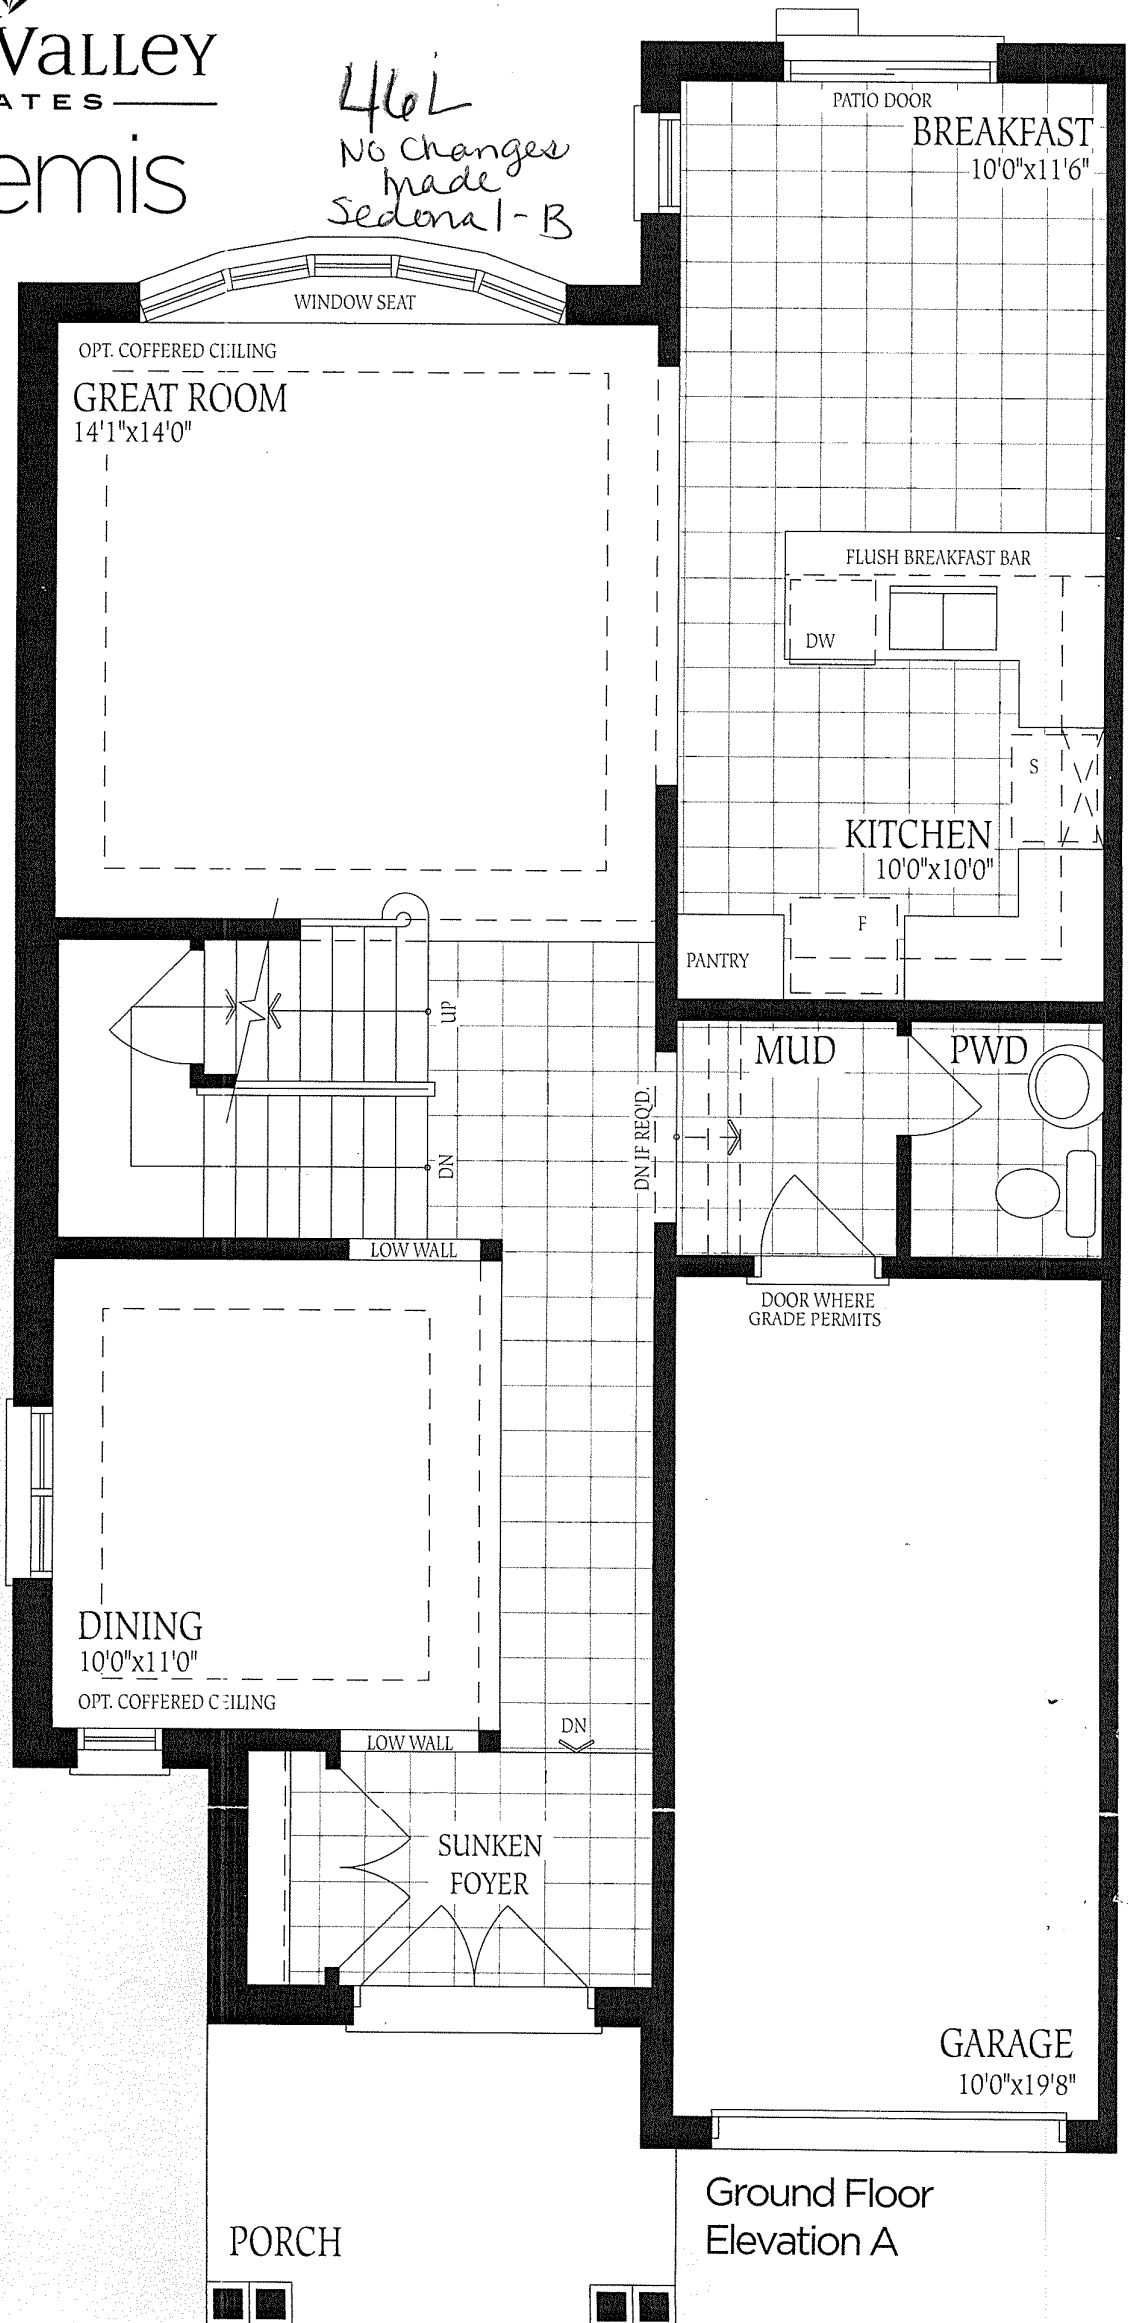 Valley
ATES
emis
46L
No Changes
made
Sedona 1-B
PATIO DOOR
BREAKFAST
10'0"x11'6"
WINDOW SEAT
OPT. COFFERED CEILING
GREAT ROOM
14'1"x14'0"
FLUSH BREAKFAST BAR
DW
S
KITCHEN
10'0"x10'0"
F
PANTRY
UP
MUD
PWD
DN IF REQ'D.
DN
LOW WALL
DOOR WHERE
GRADE PERMITS
DINING
10'0"x11'0"
OPT. COFFERED CEILING
LOW WALL
DN
SUNKEN
FOYER
GARAGE
10'0"x19'8"
Ground Floor
Elevation A
PORCH